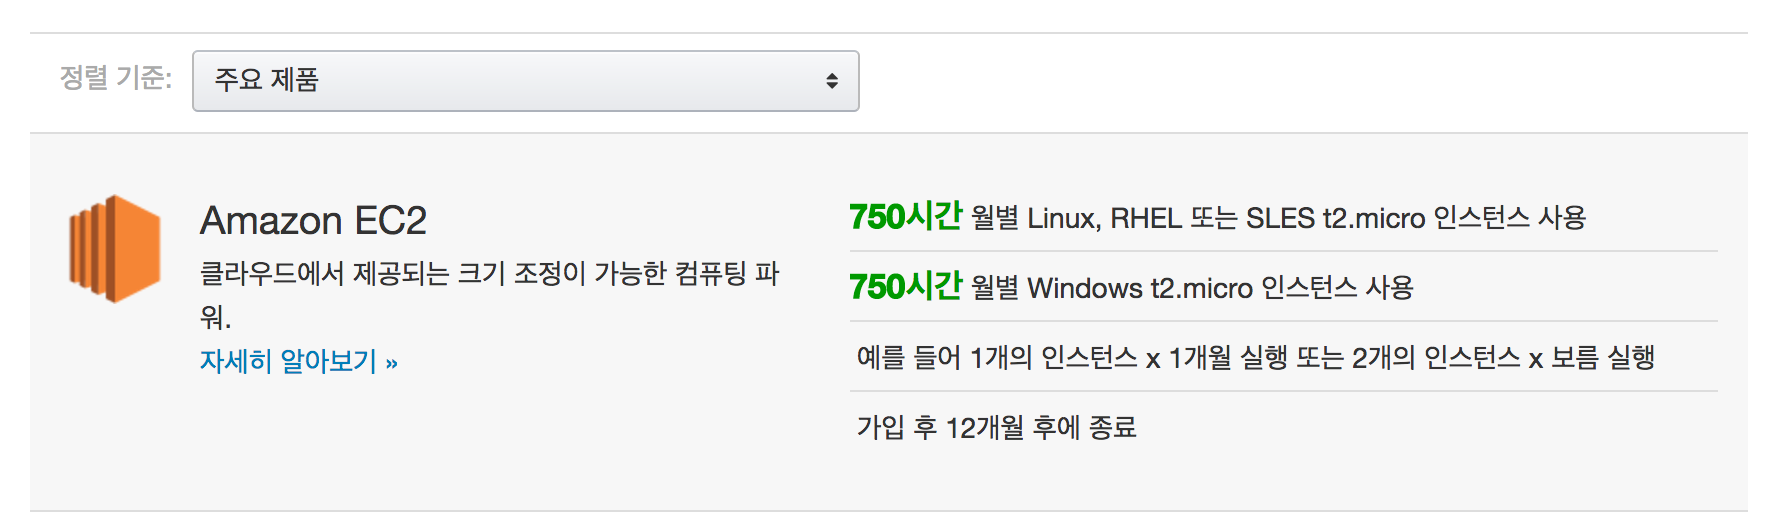 정렬 기준:
주요 제품
Amazon EC2
클라우드에서 제공되는 크기 조정이 가능한 컴퓨팅 파
워.
자세히 알아보기 »
750시간 월별 Linux, RHEL 또는 SLES t2.micro 인스턴스 사용
750시간 월별 Windows t2.micro 인스턴스 사용
예를 들어 1개의 인스턴스 x 1개월 실행 또는 2개의 인스턴스 x 보름 실행
가입 후 12개월 후에 종료